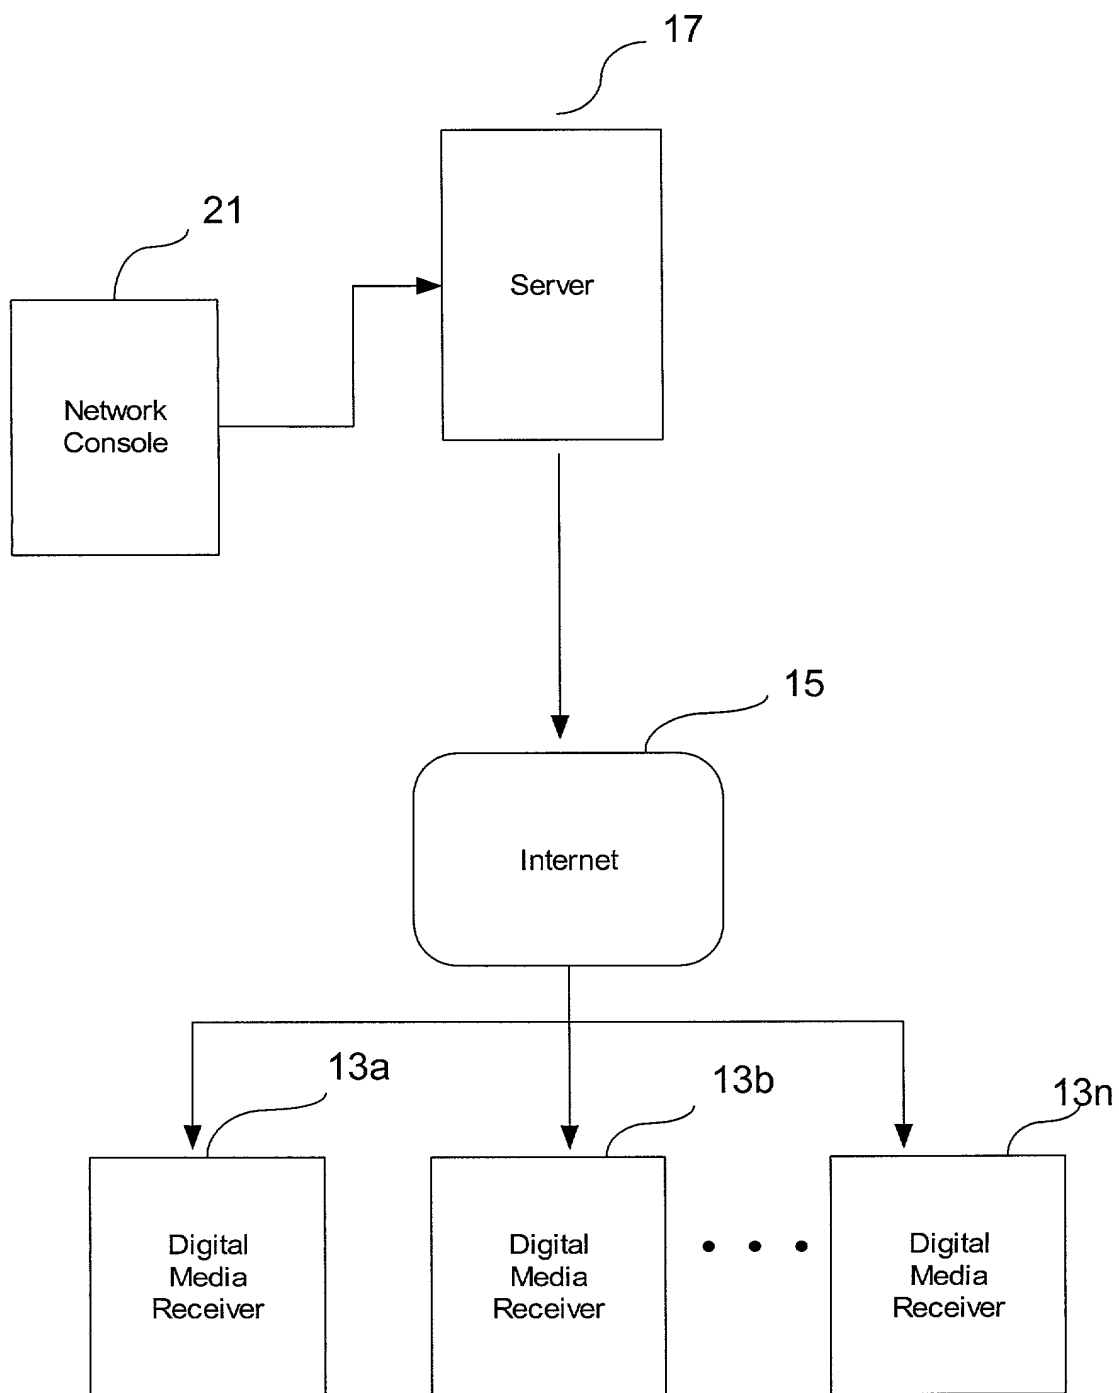 17
21
Server
Network
Console
15
Internet
13a
13b
13n
Digital
Media
Receiver
Digital
Media
Receiver
Digital
Media
Receiver